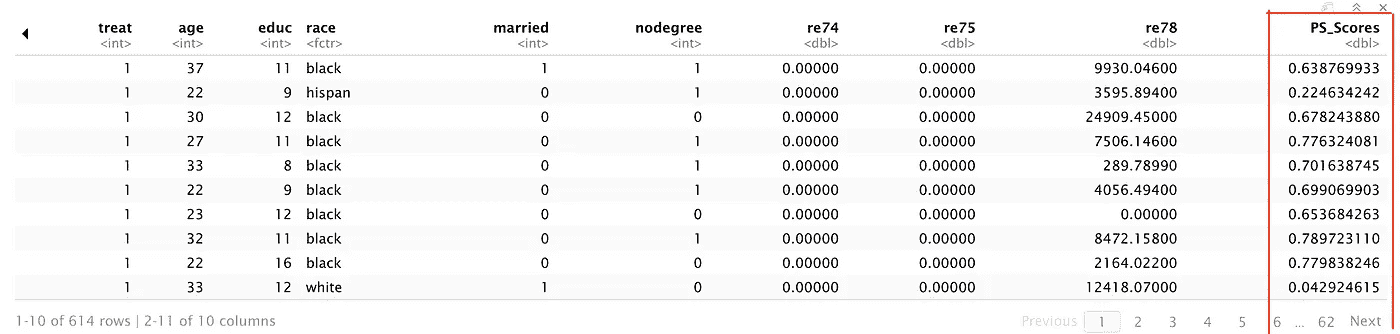 treat age educ race married nodegree re74 re75 re78 PS_Scores
<int> <int> <int> <fctr> <int> <int> <dbl> <dbl> <dbl> <dbl>
1 37 11 black 1 1 0.00000 0.00000 9930.04600 0.638769933
1 22 9 hispan 0 1 0.00000 0.00000 3595.89400 0.224634242
1 30 12 black 0 0 0.00000 0.00000 24909.45000 0.678243880
1 27 11 black 0 1 0.00000 0.00000 7506.14600 0.776324081
1 33 8 black 0 1 0.00000 0.00000 289.78990 0.701638745
1 22 9 black 0 1 0.00000 0.00000 4056.49400 0.699069903
1 23 12 black 0 0 0.00000 0.00000 0.00000 0.653684263
1 32 11 black 0 1 0.00000 0.00000 8472.15800 0.789723110
1 22 16 black 0 0 0.00000 0.00000 2164.02200 0.779838246
1 33 12 white 1 0 0.00000 0.00000 12418.07000 0.042924615
1-10 of 614 rows | 2-11 of 10 columns Previous 1 2 3 4 5 6 ... 62 Next